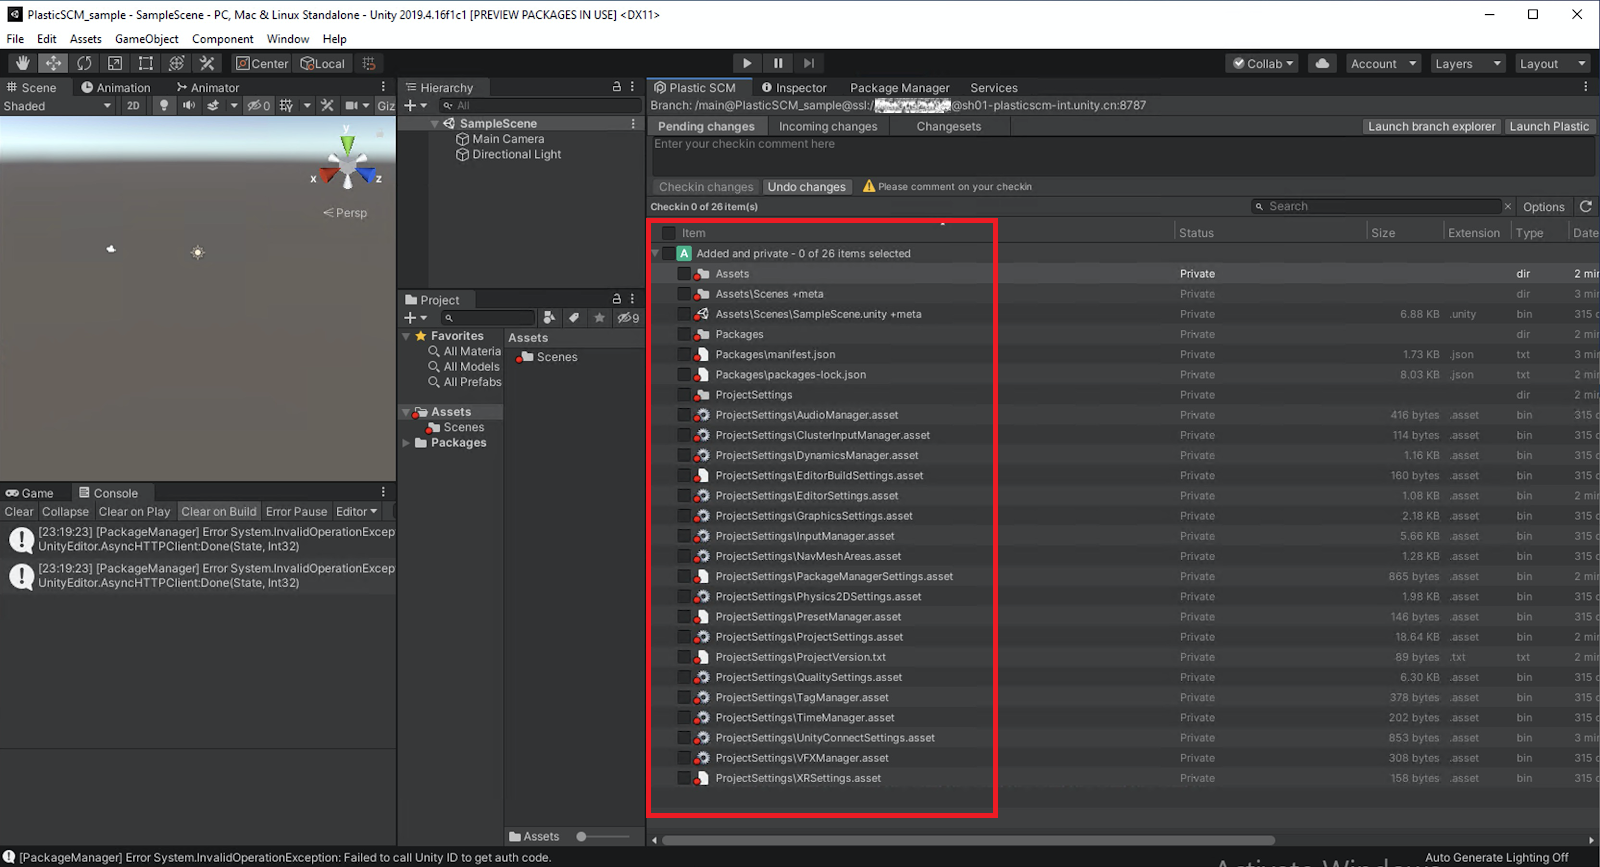 PlasticSCM_sample - SampleScene - PC, Mac & Linux Standalone - Unity 2019.4.16f1c1 [PREVIEW PACKAGES IN USE] <DX11>
File Edit Assets GameObject Component Window Help
Center Local Collab Account Layers Layout
Scene Animation Animator
Shaded 2D 0 Giz
y
x z
Persp
Hierarchy
All
SampleScene
Main Camera
Directional Light
Project
9
Favorites
All Materia
All Models
All Prefabs
Assets
Scenes
Packages
Assets
Scenes
Assets
Game Console
Clear Collapse Clear on Play Clear on Build Error Pause Editor
[23:19:23] [PackageManager] Error System.InvalidOperationExcep
UnityEditor.AsyncHTTPClient:Done(State, Int32)
[23:19:23] [PackageManager] Error System.InvalidOperationExcep
UnityEditor.AsyncHTTPClient:Done(State, Int32)
Plastic SCM Inspector Package Manager Services
Branch: /main@PlasticSCM_sample@ssl:/ @sh01-plasticscm-int.unity.cn:8787
Pending changes Incoming changes Changesets Launch branch explorer Launch Plastic
Enter your checkin comment here
Checkin changes Undo changes Please comment on your checkin
Checkin 0 of 26 item(s) Search Options
Item Status Size Extension Type Date
A Added and private - 0 of 26 items selected
Assets Private dir 2 min
Assets\Scenes +meta Private dir 3 min
Assets\Scenes\SampleScene.unity +meta Private 6.88 KB .unity bin 315 d
Packages Private dir 2 min
Packages\manifest.json Private 1.73 KB .json txt 3 min
Packages\packages-lock.json Private 8.03 KB .json txt 2 min
ProjectSettings Private dir 2 min
ProjectSettings\AudioManager.asset Private 416 bytes .asset bin 315 d
ProjectSettings\ClusterInputManager.asset Private 114 bytes .asset bin 315 d
ProjectSettings\DynamicsManager.asset Private 1.16 KB .asset bin 315 d
ProjectSettings\EditorBuildSettings.asset Private 160 bytes .asset bin 315 d
ProjectSettings\EditorSettings.asset Private 1.08 KB .asset bin 2 min
ProjectSettings\GraphicsSettings.asset Private 2.18 KB .asset bin 315 d
ProjectSettings\InputManager.asset Private 5.66 KB .asset bin 315 d
ProjectSettings\NavMeshAreas.asset Private 1.28 KB .asset bin 315 d
ProjectSettings\PackageManagerSettings.asset Private 865 bytes .asset bin 2 min
ProjectSettings\Physics2DSettings.asset Private 1.98 KB .asset bin 315 d
ProjectSettings\PresetManager.asset Private 146 bytes .asset bin 315 d
ProjectSettings\ProjectSettings.asset Private 18.64 KB .asset bin 2 min
ProjectSettings\ProjectVersion.txt Private 89 bytes .txt txt 2 min
ProjectSettings\QualitySettings.asset Private 6.30 KB .asset bin 315 d
ProjectSettings\TagManager.asset Private 378 bytes .asset bin 315 d
ProjectSettings\TimeManager.asset Private 202 bytes .asset bin 315 d
ProjectSettings\UnityConnectSettings.asset Private 853 bytes .asset bin 3 min
ProjectSettings\VFXManager.asset Private 308 bytes .asset bin 315 d
ProjectSettings\XRSettings.asset Private 158 bytes .asset bin 315 d
[PackageManager] Error System.InvalidOperationException: Failed to call Unity ID to get auth code.
Activate Windows
Auto Generate Lighting Off